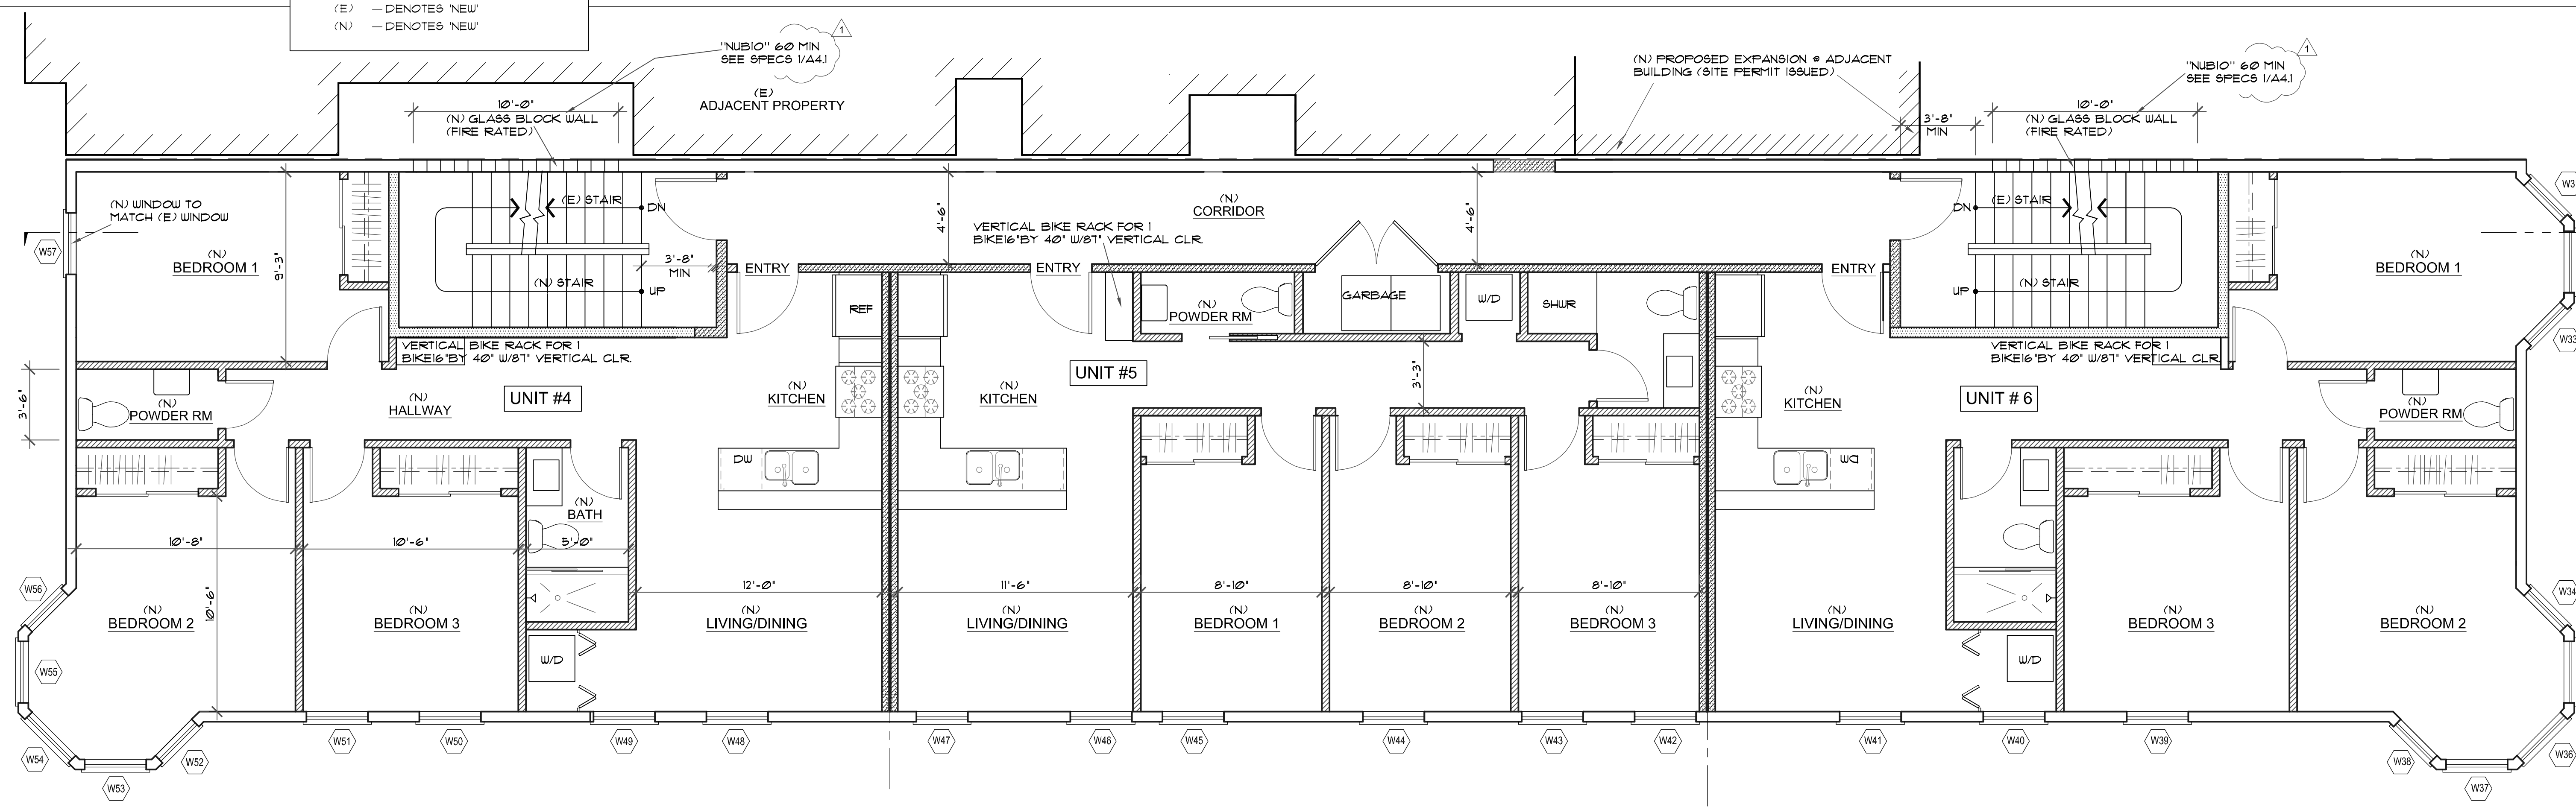 (E) — DENOTES 'NEW'
(N) — DENOTES 'NEW'
"NUBIO" 60 MIN
SEE SPECS 1/A4.1
1
10'-0"
(N) GLASS BLOCK WALL
(FIRE RATED)
(E)
ADJACENT PROPERTY
(N) PROPOSED EXPANSION @ ADJACENT
BUILDING (SITE PERMIT ISSUED)
3'-8"
MIN
"NUBIO" 60 MIN
SEE SPECS 1/A4.1
1
10'-0"
(N) GLASS BLOCK WALL
(FIRE RATED)
(N) WINDOW TO
MATCH (E) WINDOW
W57
(N)
BEDROOM 1
9'-3"
(E) STAIR
DN
(N) STAIR
UP
3'-8"
MIN
ENTRY
4'-6"
VERTICAL BIKE RACK FOR 1
BIKE16"BY 40" W/87" VERTICAL CLR.
(N)
CORRIDOR
4'-6"
ENTRY
(N)
POWDER RM
GARBAGE
W/D
SHWR
ENTRY
DN
(E) STAIR
UP
(N) STAIR
(N)
BEDROOM 1
W3
W33
REF
VERTICAL BIKE RACK FOR 1
BIKE16"BY 40" W/87" VERTICAL CLR.
UNIT #5
3'-3"
VERTICAL BIKE RACK FOR 1
BIKE16"BY 40" W/87" VERTICAL CLR
3'-6"
(N)
POWDER RM
(N)
HALLWAY
UNIT #4
(N)
KITCHEN
(N)
KITCHEN
(N)
KITCHEN
UNIT # 6
(N)
POWDER RM
DW
DW
(N)
BATH
10'-8"
10'-6"
5'-0"
10'-6"
12'-0"
11'-6"
8'-10"
8'-10"
8'-10"
W56
(N)
BEDROOM 2
(N)
BEDROOM 3
(N)
LIVING/DINING
(N)
LIVING/DINING
(N)
BEDROOM 1
(N)
BEDROOM 2
(N)
BEDROOM 3
(N)
LIVING/DINING
(N)
BEDROOM 3
(N)
BEDROOM 2
W34
W55
W/D
W/D
W54
W53
W52
W51
W50
W49
W48
W47
W46
W45
W44
W43
W42
W41
W40
W39
W38
W37
W36